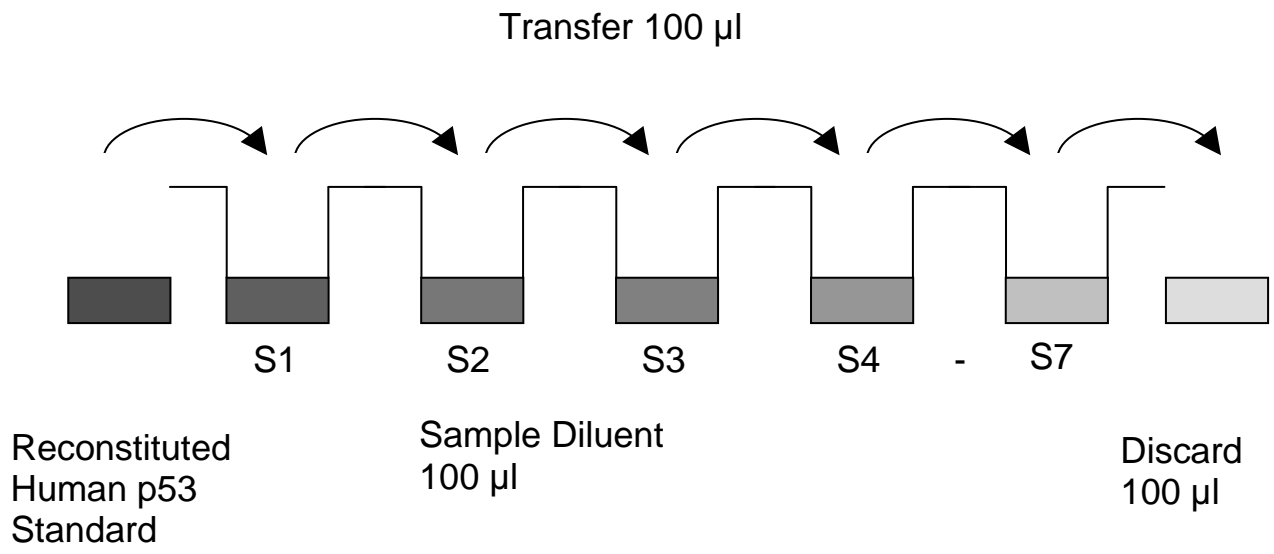 Transfer 100 µl
S1 S2 S3 S4 - S7
Reconstituted
Human p53
Standard
Sample Diluent
100 µl
Discard
100 µl